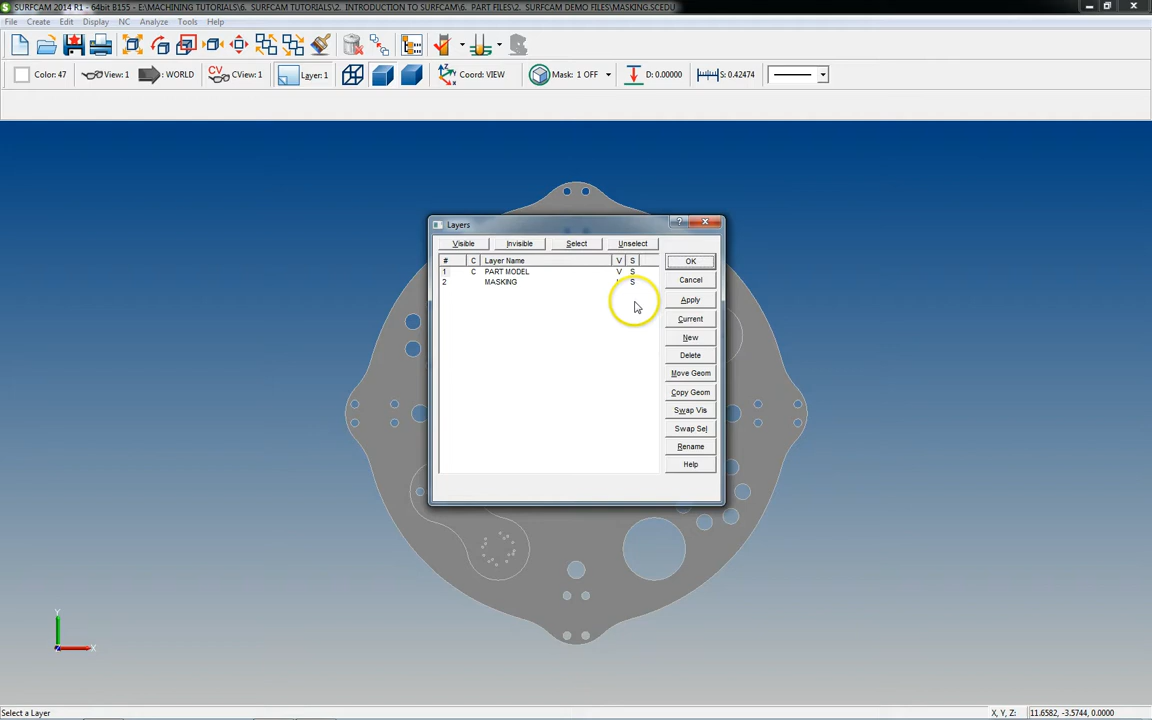 SURFCAM 2014 R1 - 64bit B155 - E:\MACHINING TUTORIALS\6. SURFCAM TUTORIALS\2. INTRODUCTION TO SURFCAM\6. PART FILES\2. SURFCAM DEMO FILES\MASKING.SCEDU
File Create Edit Display NC Analyze Tools Help
Color: 47 View: 1 : WORLD CV CView: 1 Layer: 1 Coord: VIEW Mask: 1 OFF D: 0.00000 S: 0.42474
Layers
Visible Invisible Select Unselect
# C Layer Name V S
1 C PART MODEL V S
2 MASKING S
OK
Cancel
Apply
Current
New
Delete
Move Geom
Copy Geom
Swap Vis
Swap Sel
Rename
Help
Y
X
Select a Layer X, Y, Z: 11.6582, -3.5744, 0.0000